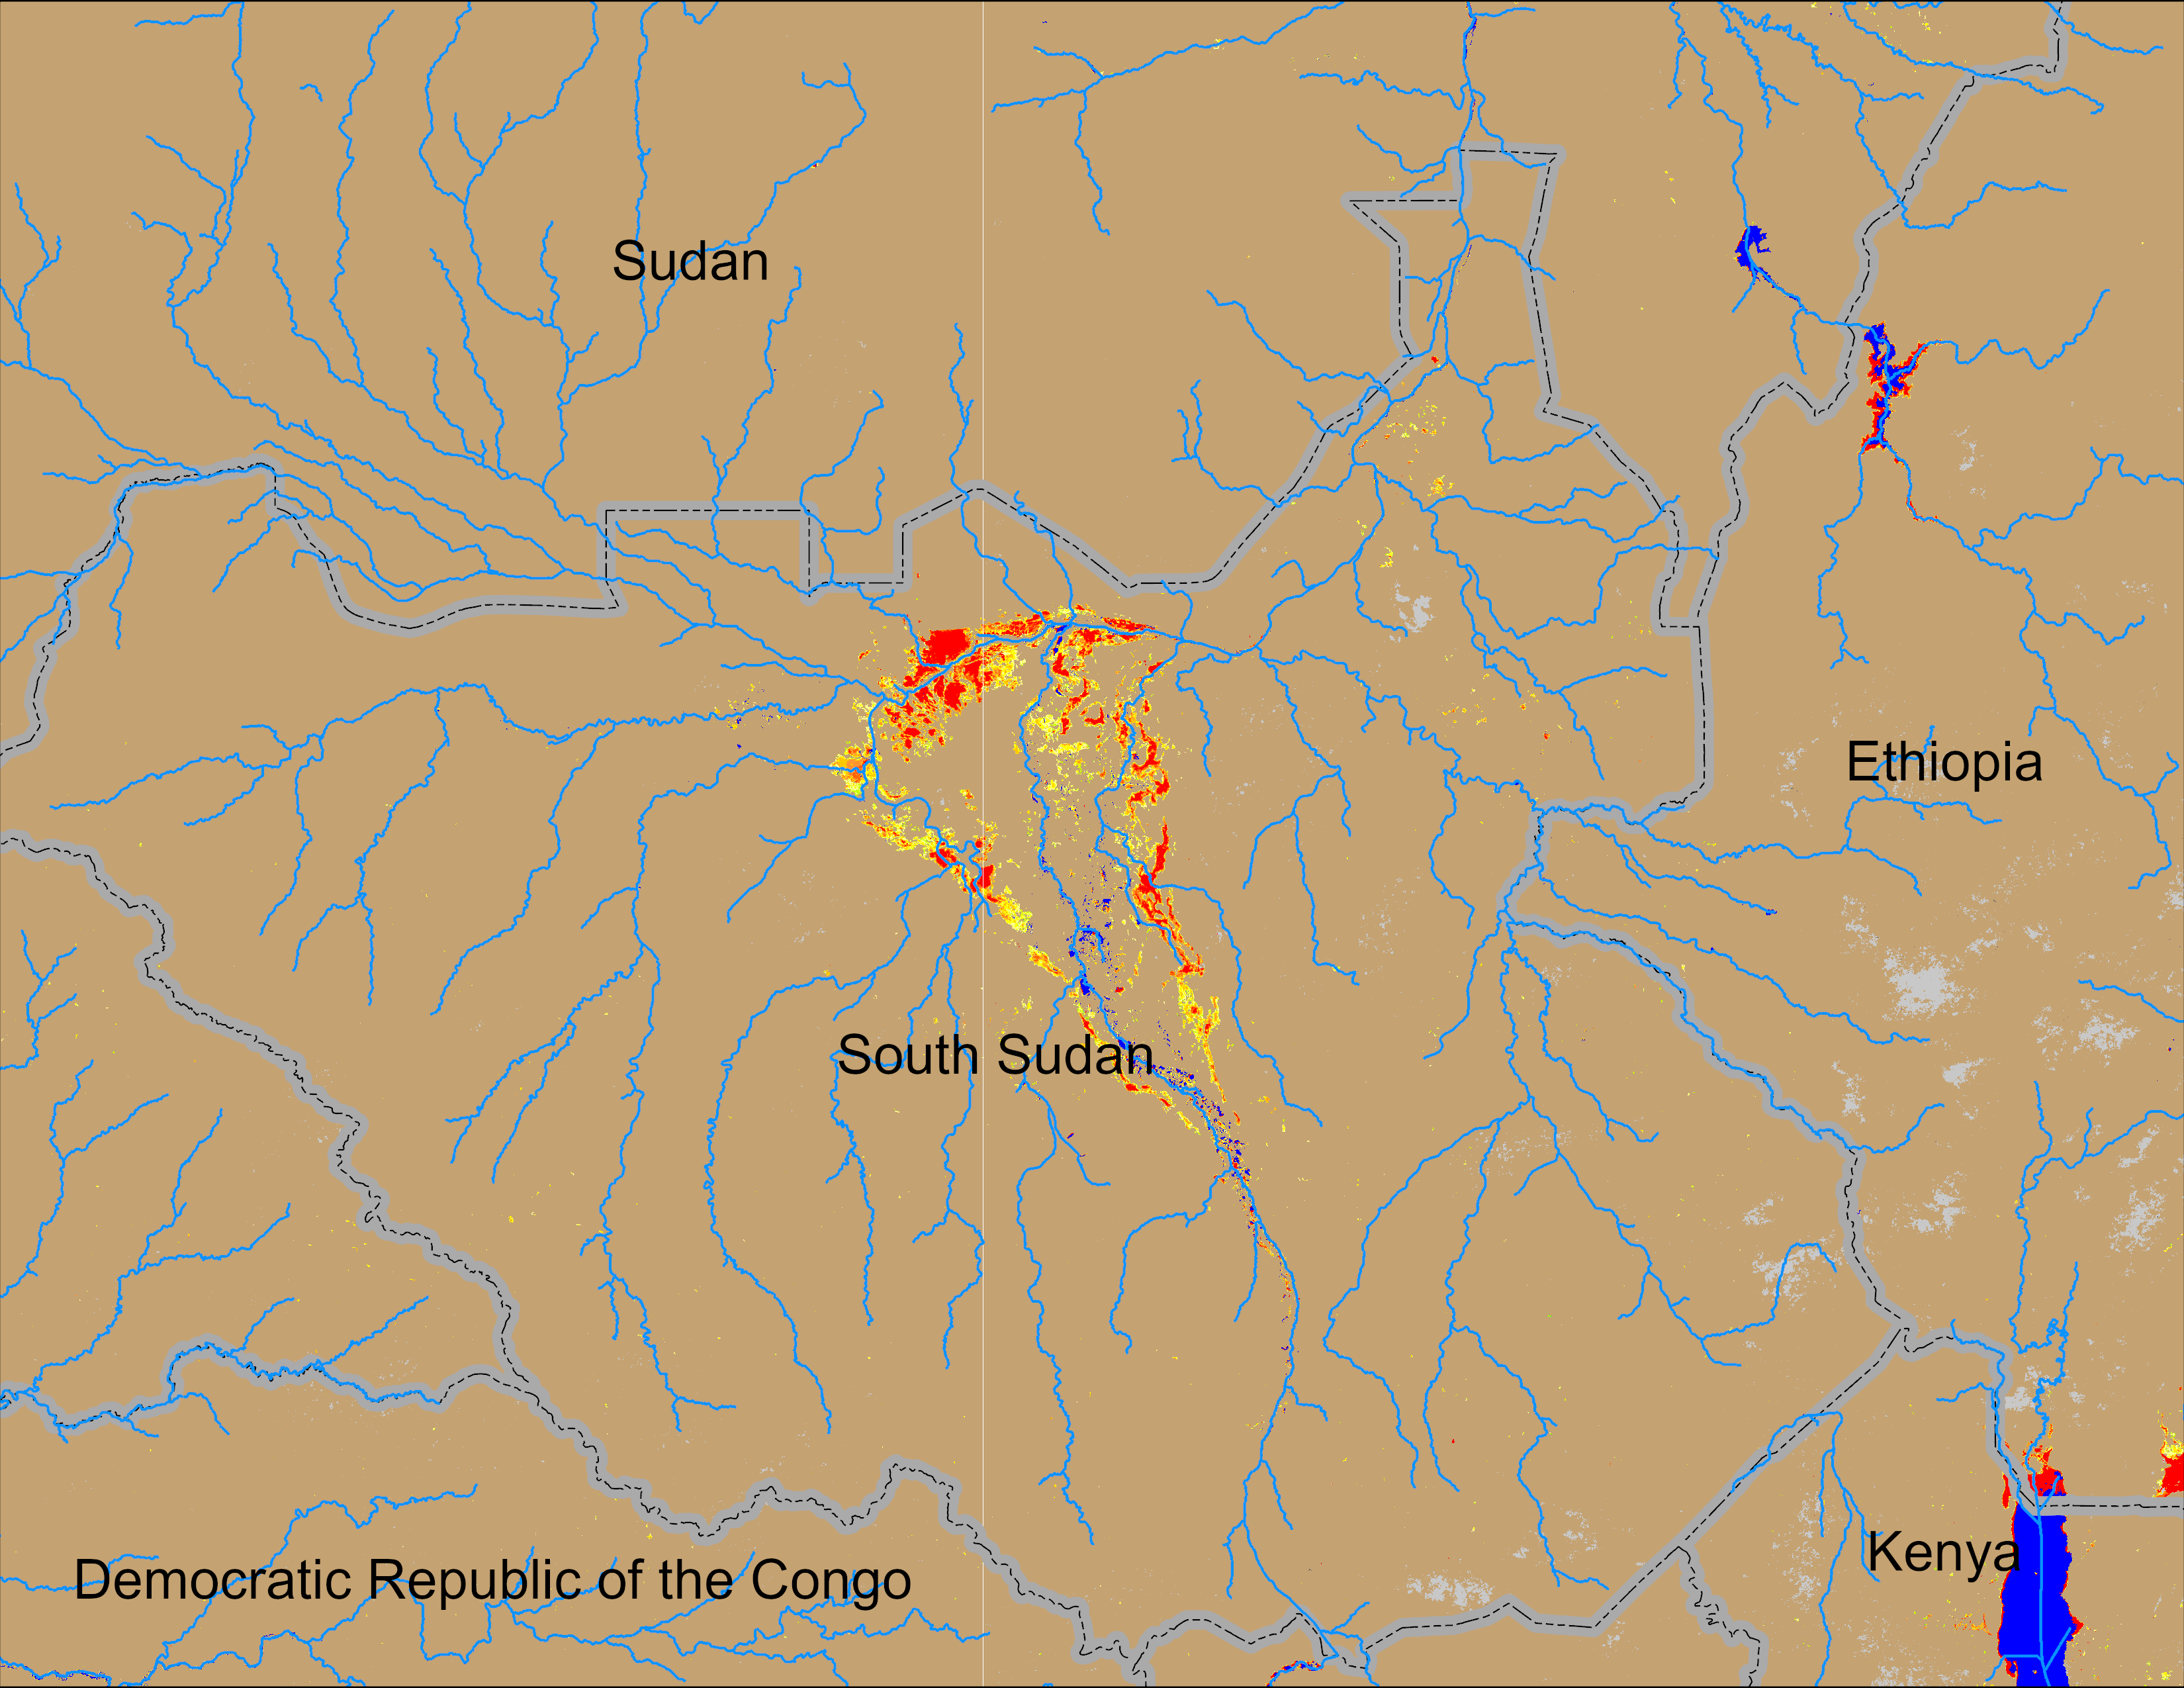 Sudan
Ethiopia
South Sudan
Kenya
Democratic Republic of the Congo